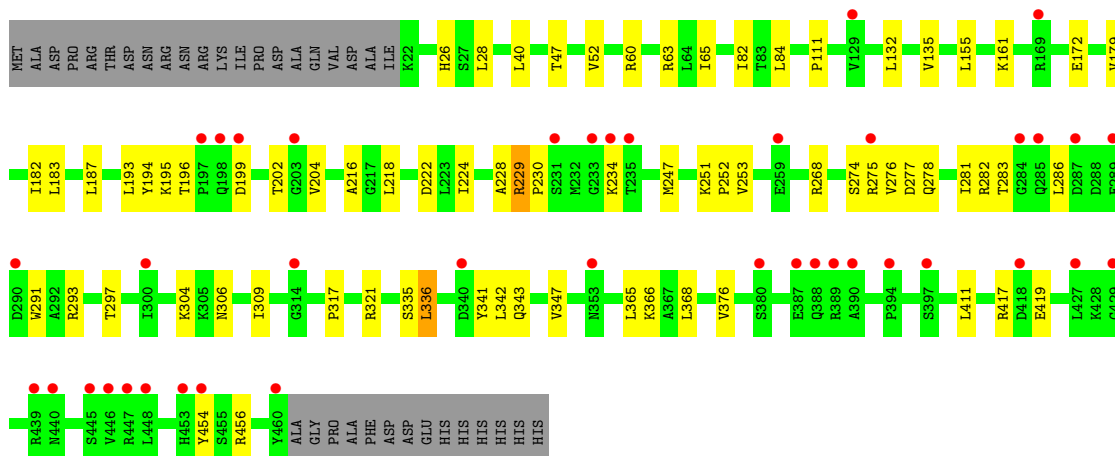 MET ALA ASP PRO ARG THR ASP ASN ARG ASN ARG LYS ILE PRO ASP ALA GLN VAL ASP ALA ILE K22 H26 S27 L28 L40 T47 V52 R60 R63 L64 I65 I82 T83 L84 P111 V129 L132 V135 L155 K161 R169 E172 V179
I182 L183 L187 L193 Y194 K195 T196 P197 Q198 D199 T202 G203 V204 A216 G217 L218 D222 L223 I224 A228 R229 P230 S231 M232 G233 K234 T235 M247 K251 P252 V253 E259 R268 S274 R275 V276 D277 Q278 I281 R282 T283 G284 Q285 L286 D287 D288 E289
D290 W291 A292 R293 T297 I300 K304 K305 N306 I309 G314 P317 R321 S335 L336 D340 Y341 L342 Q343 V347 N353 L365 K366 A367 L368 V376 S380 E387 Q388 R389 A390 P394 S397 L411 R417 D418 E419 L427 K428 G429
R439 N440 S445 V446 R447 L448 H453 Y454 S455 R456 Y460 ALA GLY PRO ALA PHE ASP ASP GLU HIS HIS HIS HIS HIS HIS